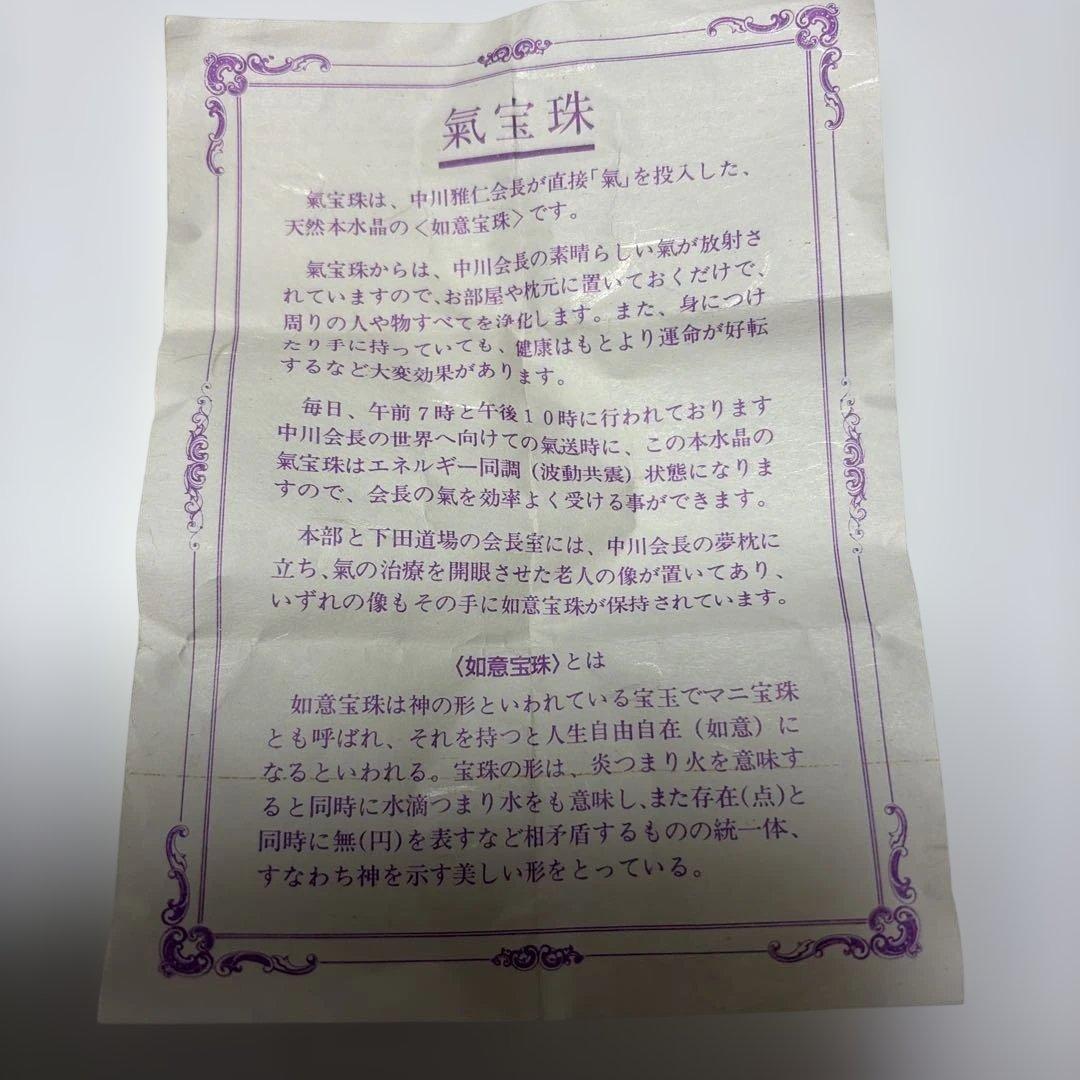 氣宝珠
氣宝珠は、中川雅仁会長が直接「氣」を投入した、
天然本水晶の〈如意宝珠〉です。
氣宝珠からは、中川会長の素晴らしい氣が放射さ
れていますので、お部屋や枕元に置いておくだけで、
周りの人や物すべてを浄化します。また、身につけ
たり手に持っていても、健康はもとより運命が好転
するなど大変効果があります。
毎日、午前７時と午後１０時に行われております
中川会長の世界へ向けての氣送時に、この本水晶の
氣宝珠はエネルギー同調（波動共震）状態になりま
すので、会長の氣を効率よく受ける事ができます。
本部と下田道場の会長室には、中川会長の夢枕に
立ち、氣の治療を開眼させた老人の像が置いてあり、
いずれの像もその手に如意宝珠が保持されています。
〈如意宝珠〉とは
如意宝珠は神の形といわれている宝玉でマニ宝珠
とも呼ばれ、それを持つと人生自由自在（如意）に
なるといわれる。宝珠の形は、炎つまり火を意味す
ると同時に水滴つまり水をも意味し、また存在(点)と
同時に無(円)を表すなど相矛盾するものの統一体、
すなわち神を示す美しい形をとっている。